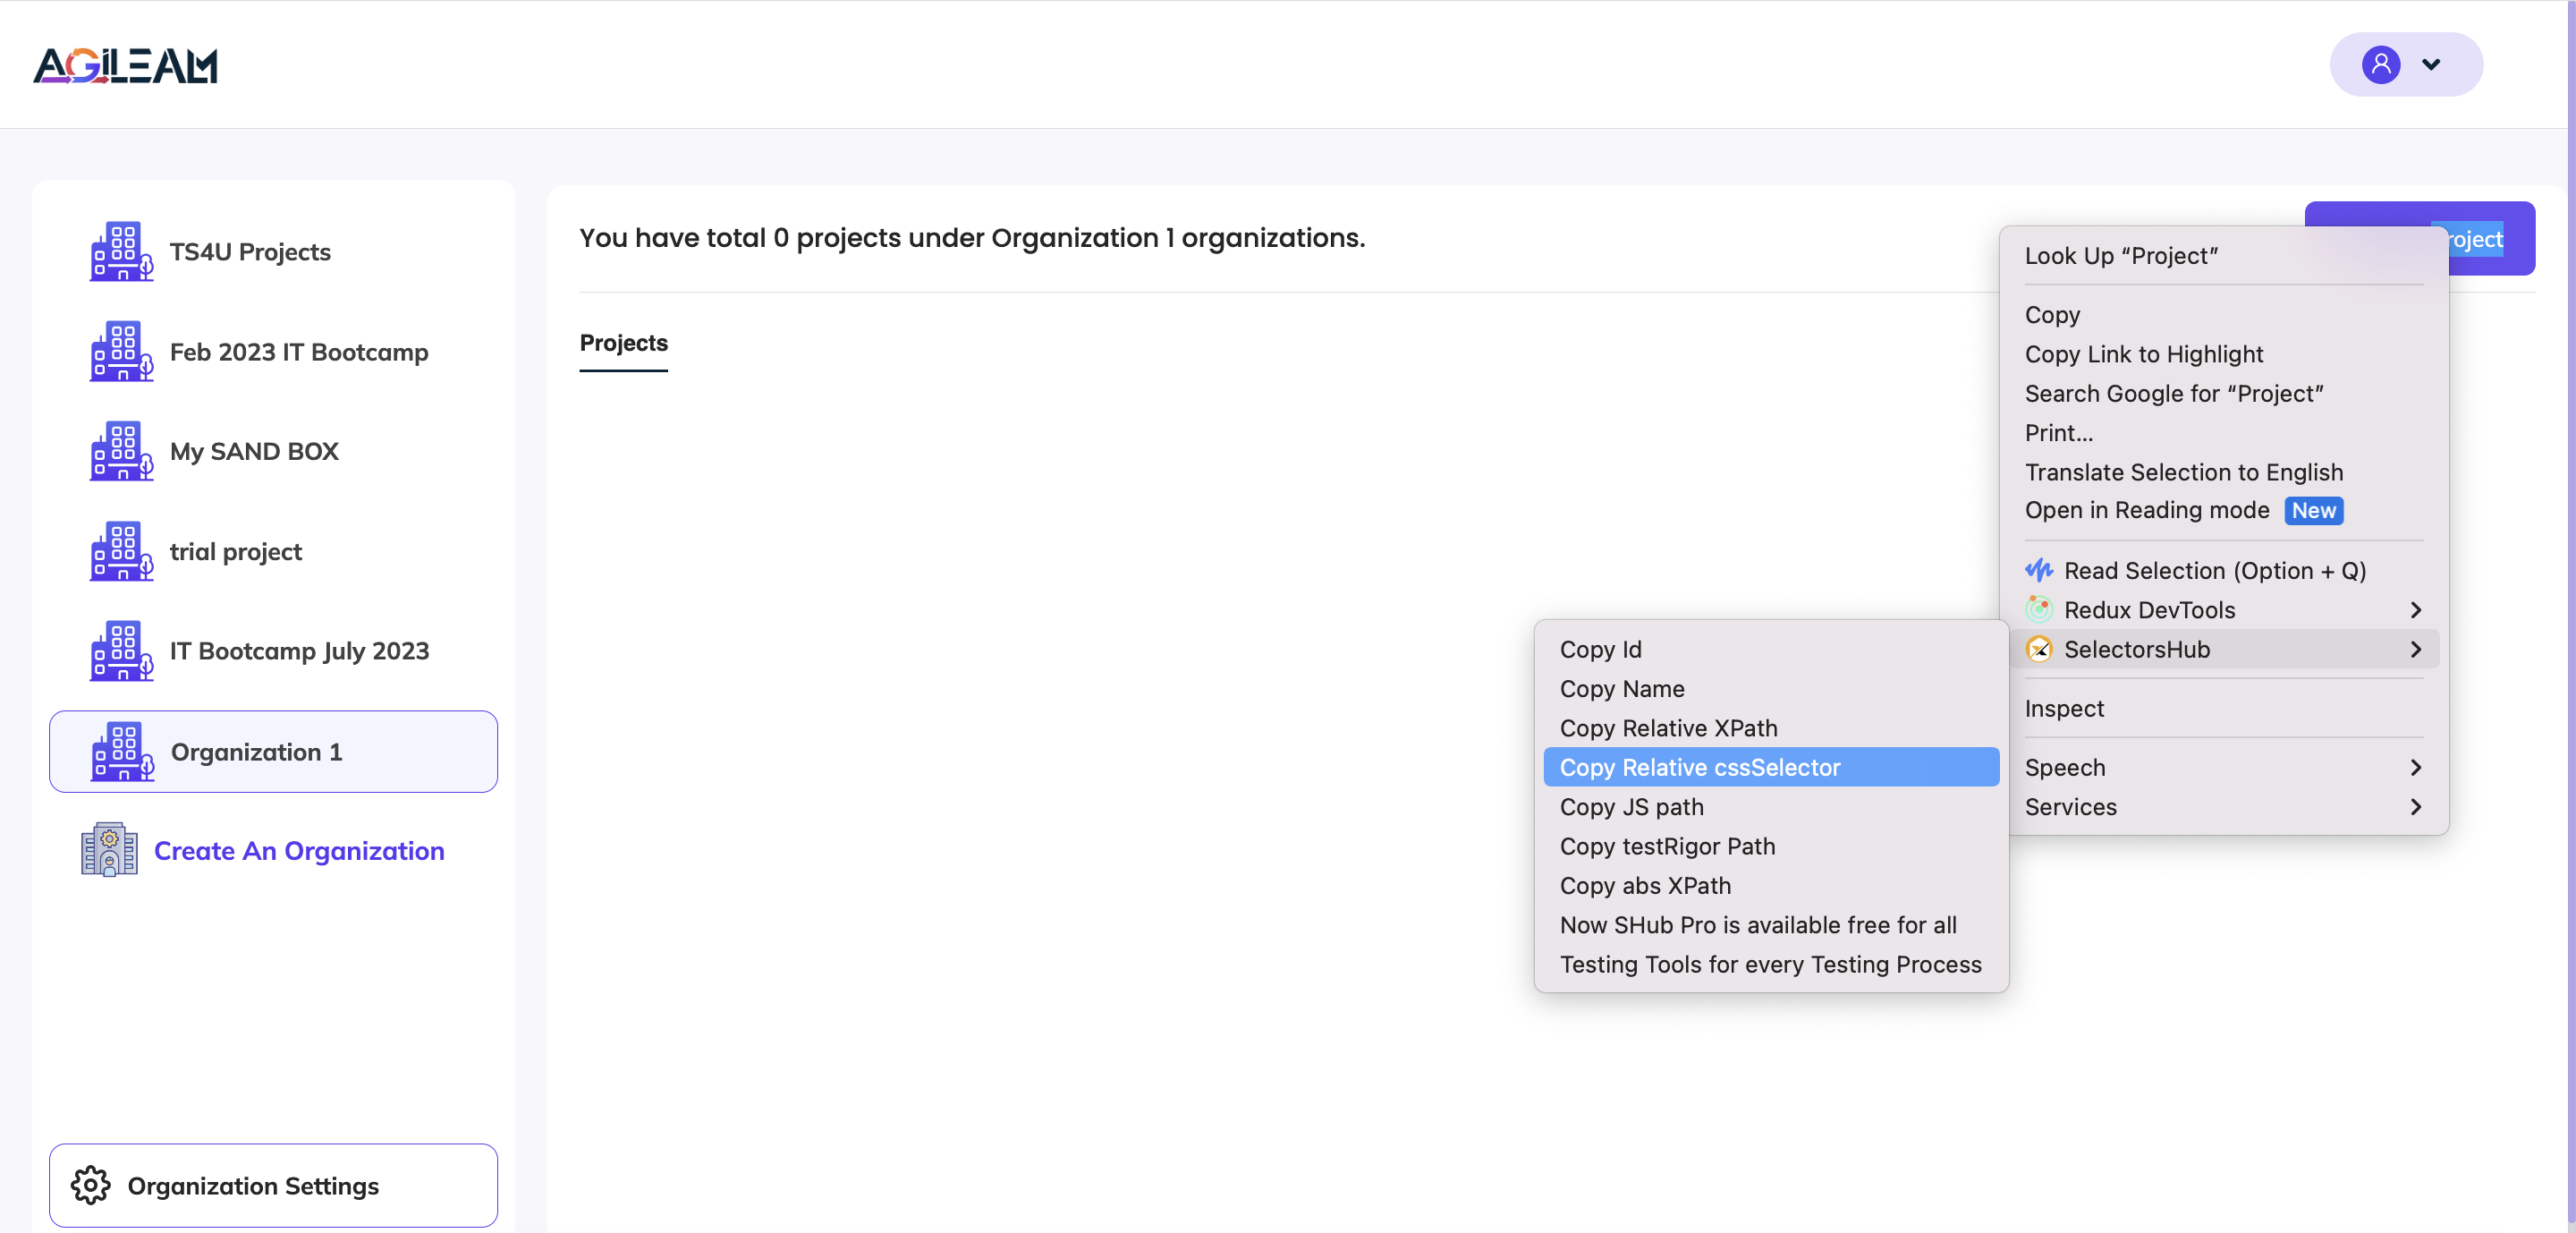 AGILEAM
TS4U Projects
Feb 2023 IT Bootcamp
My SAND BOX
trial project
IT Bootcamp July 2023
Organization 1
Create An Organization
Organization Settings
You have total 0 projects under Organization 1 organizations.
Projects
Look Up “Project”
Copy
Copy Link to Highlight
Search Google for “Project”
Print...
Translate Selection to English
Open in Reading mode New
Read Selection (Option + Q)
Redux DevTools
SelectorsHub
Inspect
Speech
Services
Copy Id
Copy Name
Copy Relative XPath
Copy Relative cssSelector
Copy JS path
Copy testRigor Path
Copy abs XPath
Now SHub Pro is available free for all
Testing Tools for every Testing Process